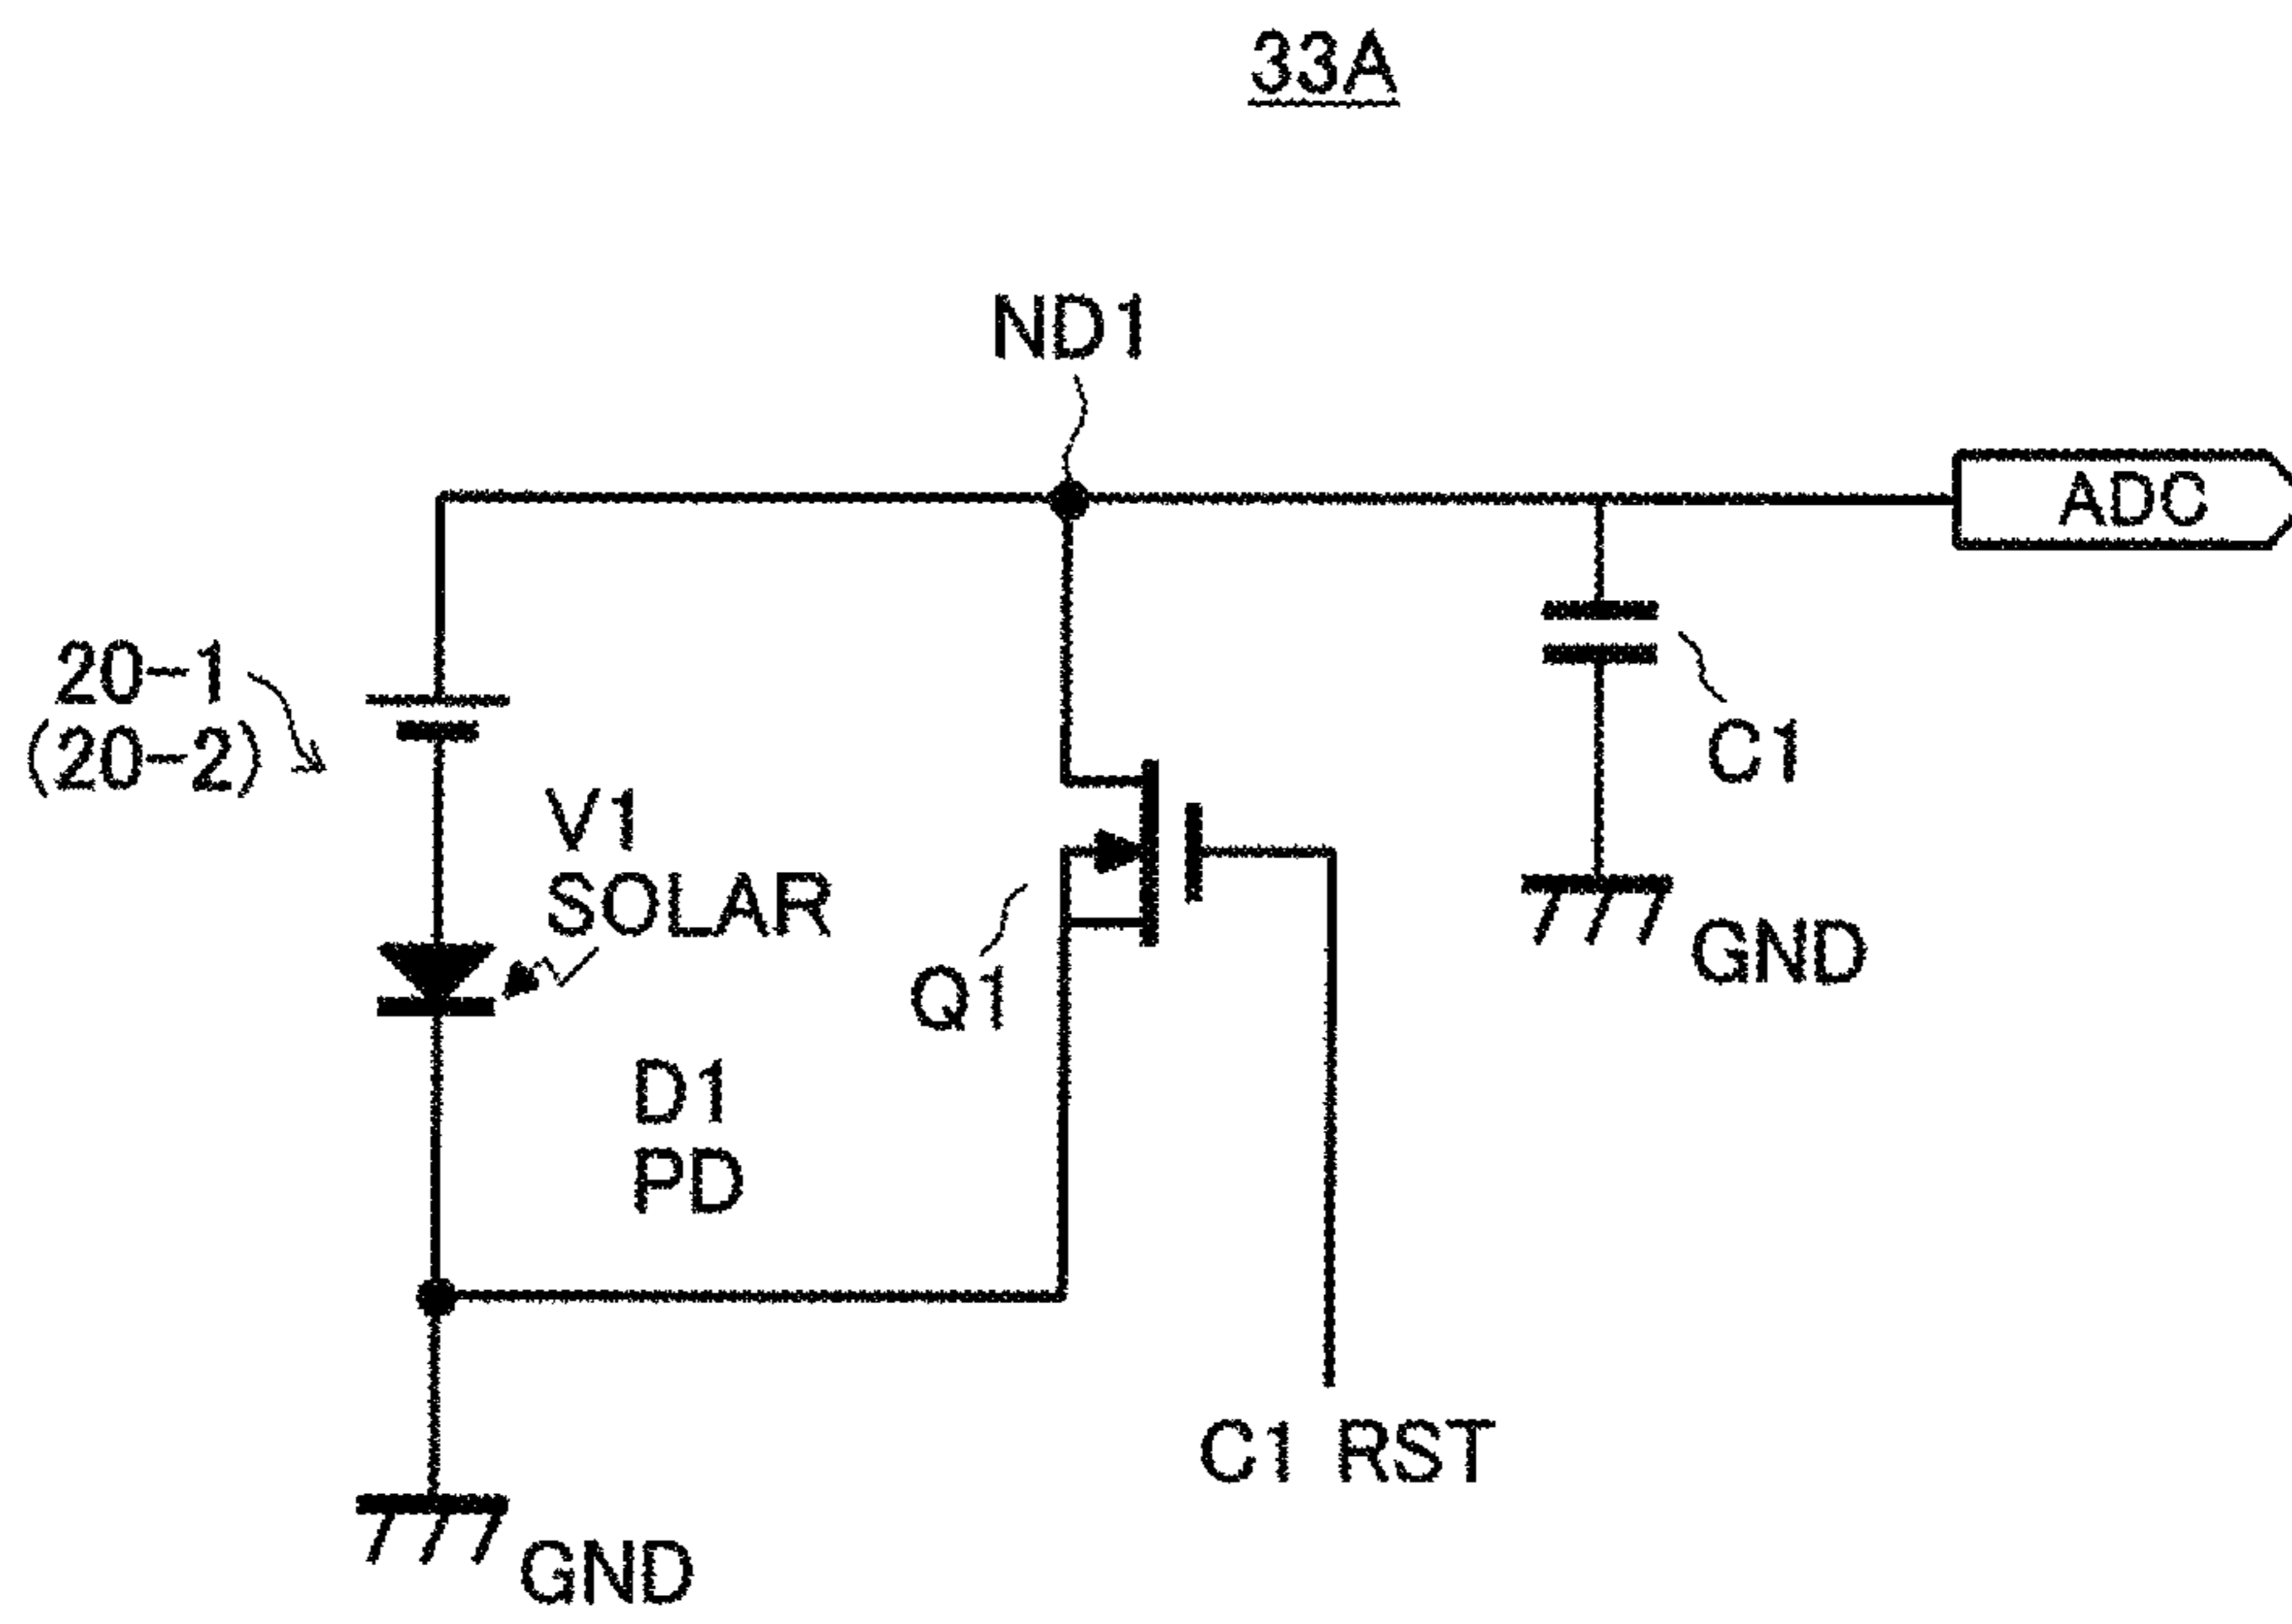 33A
ND1
ADC
20-1
(20-2)
C1
V1
SOLAR
GND
Q1
D1
PD
C1 RST
GND